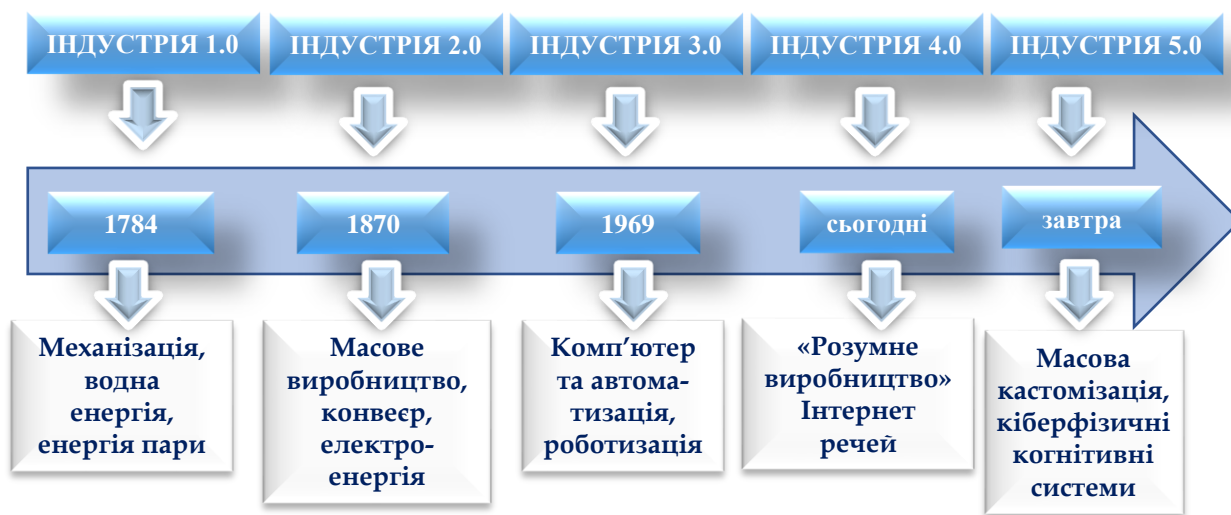 ІНДУСТРІЯ 1.0
ІНДУСТРІЯ 2.0
ІНДУСТРІЯ 3.0
ІНДУСТРІЯ 4.0
ІНДУСТРІЯ 5.0
1784
1870
1969
сьогодні
завтра
Механізація,
водна
енергія,
енергія пари
Масове
виробництво,
конвеєр,
електро-
енергія
Комп’ютер
та автома-
тизація,
роботизація
«Розумне
виробництво»
Інтернет
речей
Масова
кастомізація,
кіберфізичні
когнітивні
системи